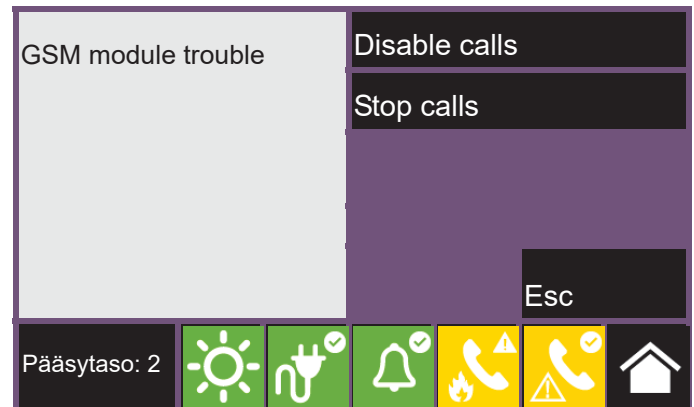 GSM module trouble
Disable calls
Stop calls
Esc
Pääsytaso: 2